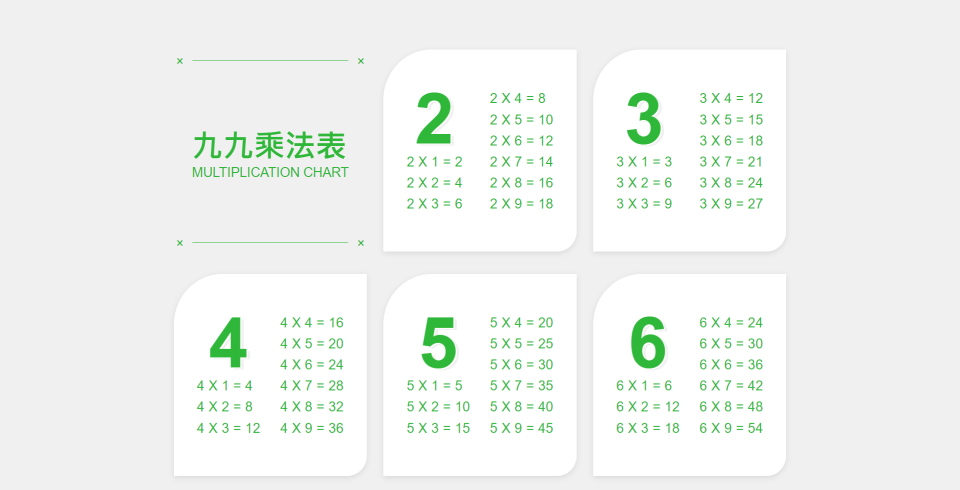 九九乘法表
MULTIPLICATION CHART
2
2 X 1 = 2
2 X 2 = 4
2 X 3 = 6
2 X 4 = 8
2 X 5 = 10
2 X 6 = 12
2 X 7 = 14
2 X 8 = 16
2 X 9 = 18
3
3 X 1 = 3
3 X 2 = 6
3 X 3 = 9
3 X 4 = 12
3 X 5 = 15
3 X 6 = 18
3 X 7 = 21
3 X 8 = 24
3 X 9 = 27
4
4 X 1 = 4
4 X 2 = 8
4 X 3 = 12
4 X 4 = 16
4 X 5 = 20
4 X 6 = 24
4 X 7 = 28
4 X 8 = 32
4 X 9 = 36
5
5 X 1 = 5
5 X 2 = 10
5 X 3 = 15
5 X 4 = 20
5 X 5 = 25
5 X 6 = 30
5 X 7 = 35
5 X 8 = 40
5 X 9 = 45
6
6 X 1 = 6
6 X 2 = 12
6 X 3 = 18
6 X 4 = 24
6 X 5 = 30
6 X 6 = 36
6 X 7 = 42
6 X 8 = 48
6 X 9 = 54